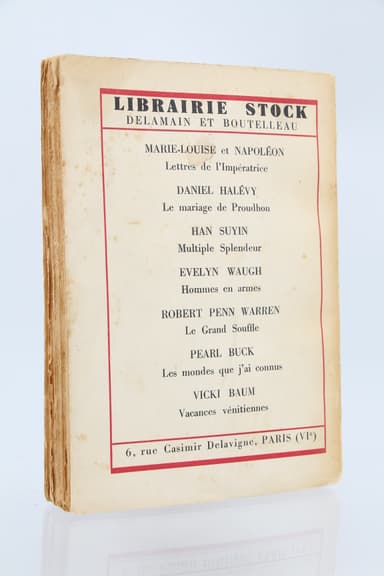 LIBRAIRIE STOCK
DELAMAIN ET BOUTELLEAU
MARIE-LOUISE et NAPOLÉON
Lettres de l'Impératrice
DANIEL HALÉVY
Le mariage de Proudhon
HAN SUYIN
Multiple Splendeur
EVELYN WAUGH
Hommes en armes
ROBERT PENN WARREN
Le Grand Souffle
PEARL BUCK
Les mondes que j'ai connus
VICKI BAUM
Vacances vénitiennes
6, rue Casimir Delavigne, PARIS (VIe)